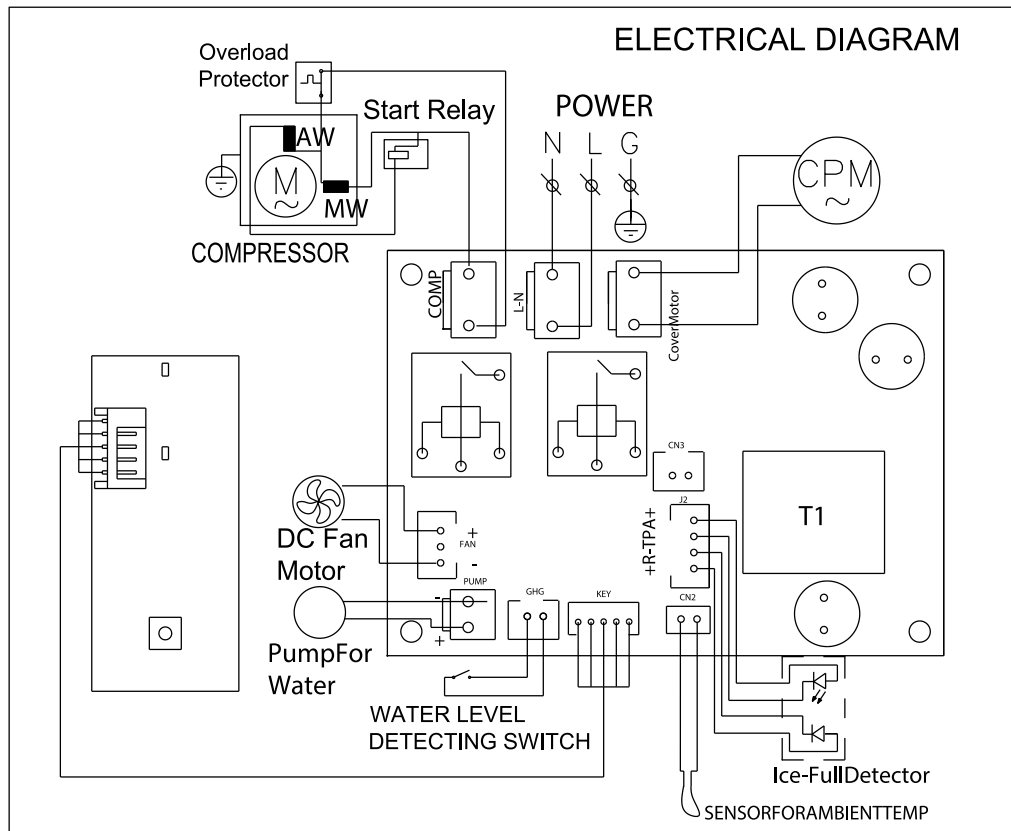 ELECTRICAL DIAGRAM
Overload
Protector
Start Relay
POWER
N L G
AW
M
MW
CPM
COMPRESSOR
COMP
L-N
CoverMotor
CN3
J2
T1
+R-TPA+
+
FAN
-
DC Fan
Motor
PUMP
-
+
GHG
KEY
CN2
PumpFor
Water
WATER LEVEL
DETECTING SWITCH
Ice-FullDetector
SENSORFORAMBIENTTEMP